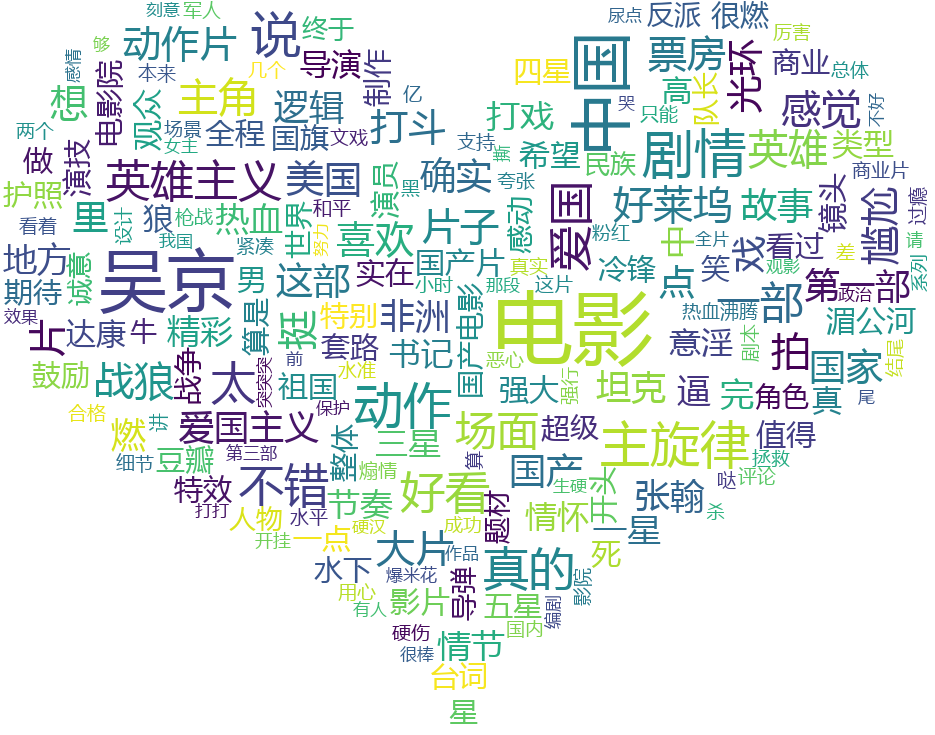 刻意
军人
动作片
说
终于
尿点
反派
很燃
够
感情
几个
本来
导演
制作
中国
票房
厉害
光环
商业
总体
四星
想
电影院
主角
亿
逻辑
观众
打斗
打戏
哭
高
队长
感觉
只能
不好
两个
场景
女主
全程
国旗
文戏
支持
撕
希望
民族
剧情
英雄
类型
做
演技
英雄主义
美国
确实
夸张
商业片
护照
里
狼
枪战
热血
世界
和平
黑
演员
片子
感动
爱国
粉红
好莱坞
中
全片
故事
镜头
尴尬
过瘾
请
看着
设计
我国
紧凑
努力
喜欢
真实
冷锋
笑
戏
看过
观影
差
系列
地方
诚意
吴京
男
这部
实在
国产片
小时
那段
这片
电影
点
一部
第一部
政治
期待
效果
片
达康
牛
精彩
算是
挺
特别
非洲
国产电影
热血沸腾
湄公河
鼓励
战狼
战争
太
突突突
前
套路
水准
书记
恶心
意淫
剧本
拍
国家
结尾
合格
讲
爱国主义
祖国
保护
动作
强大
强行
坦克
逼
完
角色
真
尾
燃
细节
第三部
整体
三星
场面
超级
主旋律
值得
豆瓣
煽情
算
国产
生硬
拯救
特效
不错
节奏
好看
题材
情怀
开头
张翰
哒
评论
打打
人物
水平
硬汉
成功
一星
杀
开挂
一点
大片
作品
真的
死
水下
爆米花
影院
用心
有人
影片
导弹
五星
编剧
硬伤
国内
很棒
情节
台词
星